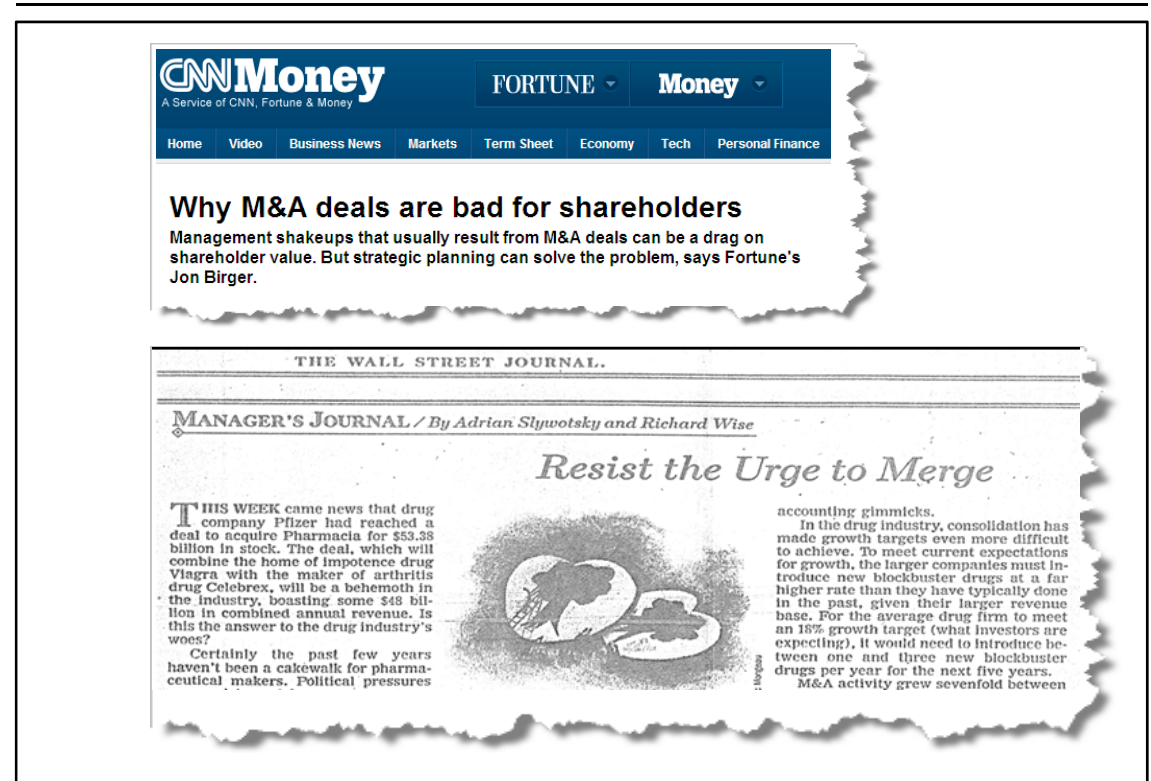 CNNMoney
A Service of CNN, Fortune & Money
FORTUNE Money
Home Video Business News Markets Term Sheet Economy Tech Personal Finance
Why M&A deals are bad for shareholders
Management shakeups that usually result from M&A deals can be a drag on
shareholder value. But strategic planning can solve the problem, says Fortune's
Jon Birger.
THE WALL STREET JOURNAL.
MANAGER'S JOURNAL / By Adrian Slywotsky and Richard Wise
Resist the Urge to Merge
THIS WEEK came news that drug
company Pfizer had reached a
deal to acquire Pharmacia for $53.38
billion in stock. The deal, which will
combine the home of impotence drug
Viagra with the maker of arthritis
drug Celebrex, will be a behemoth in
the industry, boasting some $48 bil-
lion in combined annual revenue. Is
this the answer to the drug industry's
woes?
Certainly the past few years
haven't been a cakewalk for pharma-
ceutical makers. Political pressures
accounting gimmicks.
In the drug industry, consolidation has
made growth targets even more difficult
to achieve. To meet current expectations
for growth, the larger companies must in-
troduce new blockbuster drugs at a far
higher rate than they have typically done
in the past, given their larger revenue
base. For the average drug firm to meet
an 18% growth target (what investors are
expecting), it would need to introduce be-
tween one and three new blockbuster
drugs per year for the next five years.
M&A activity grew sevenfold between